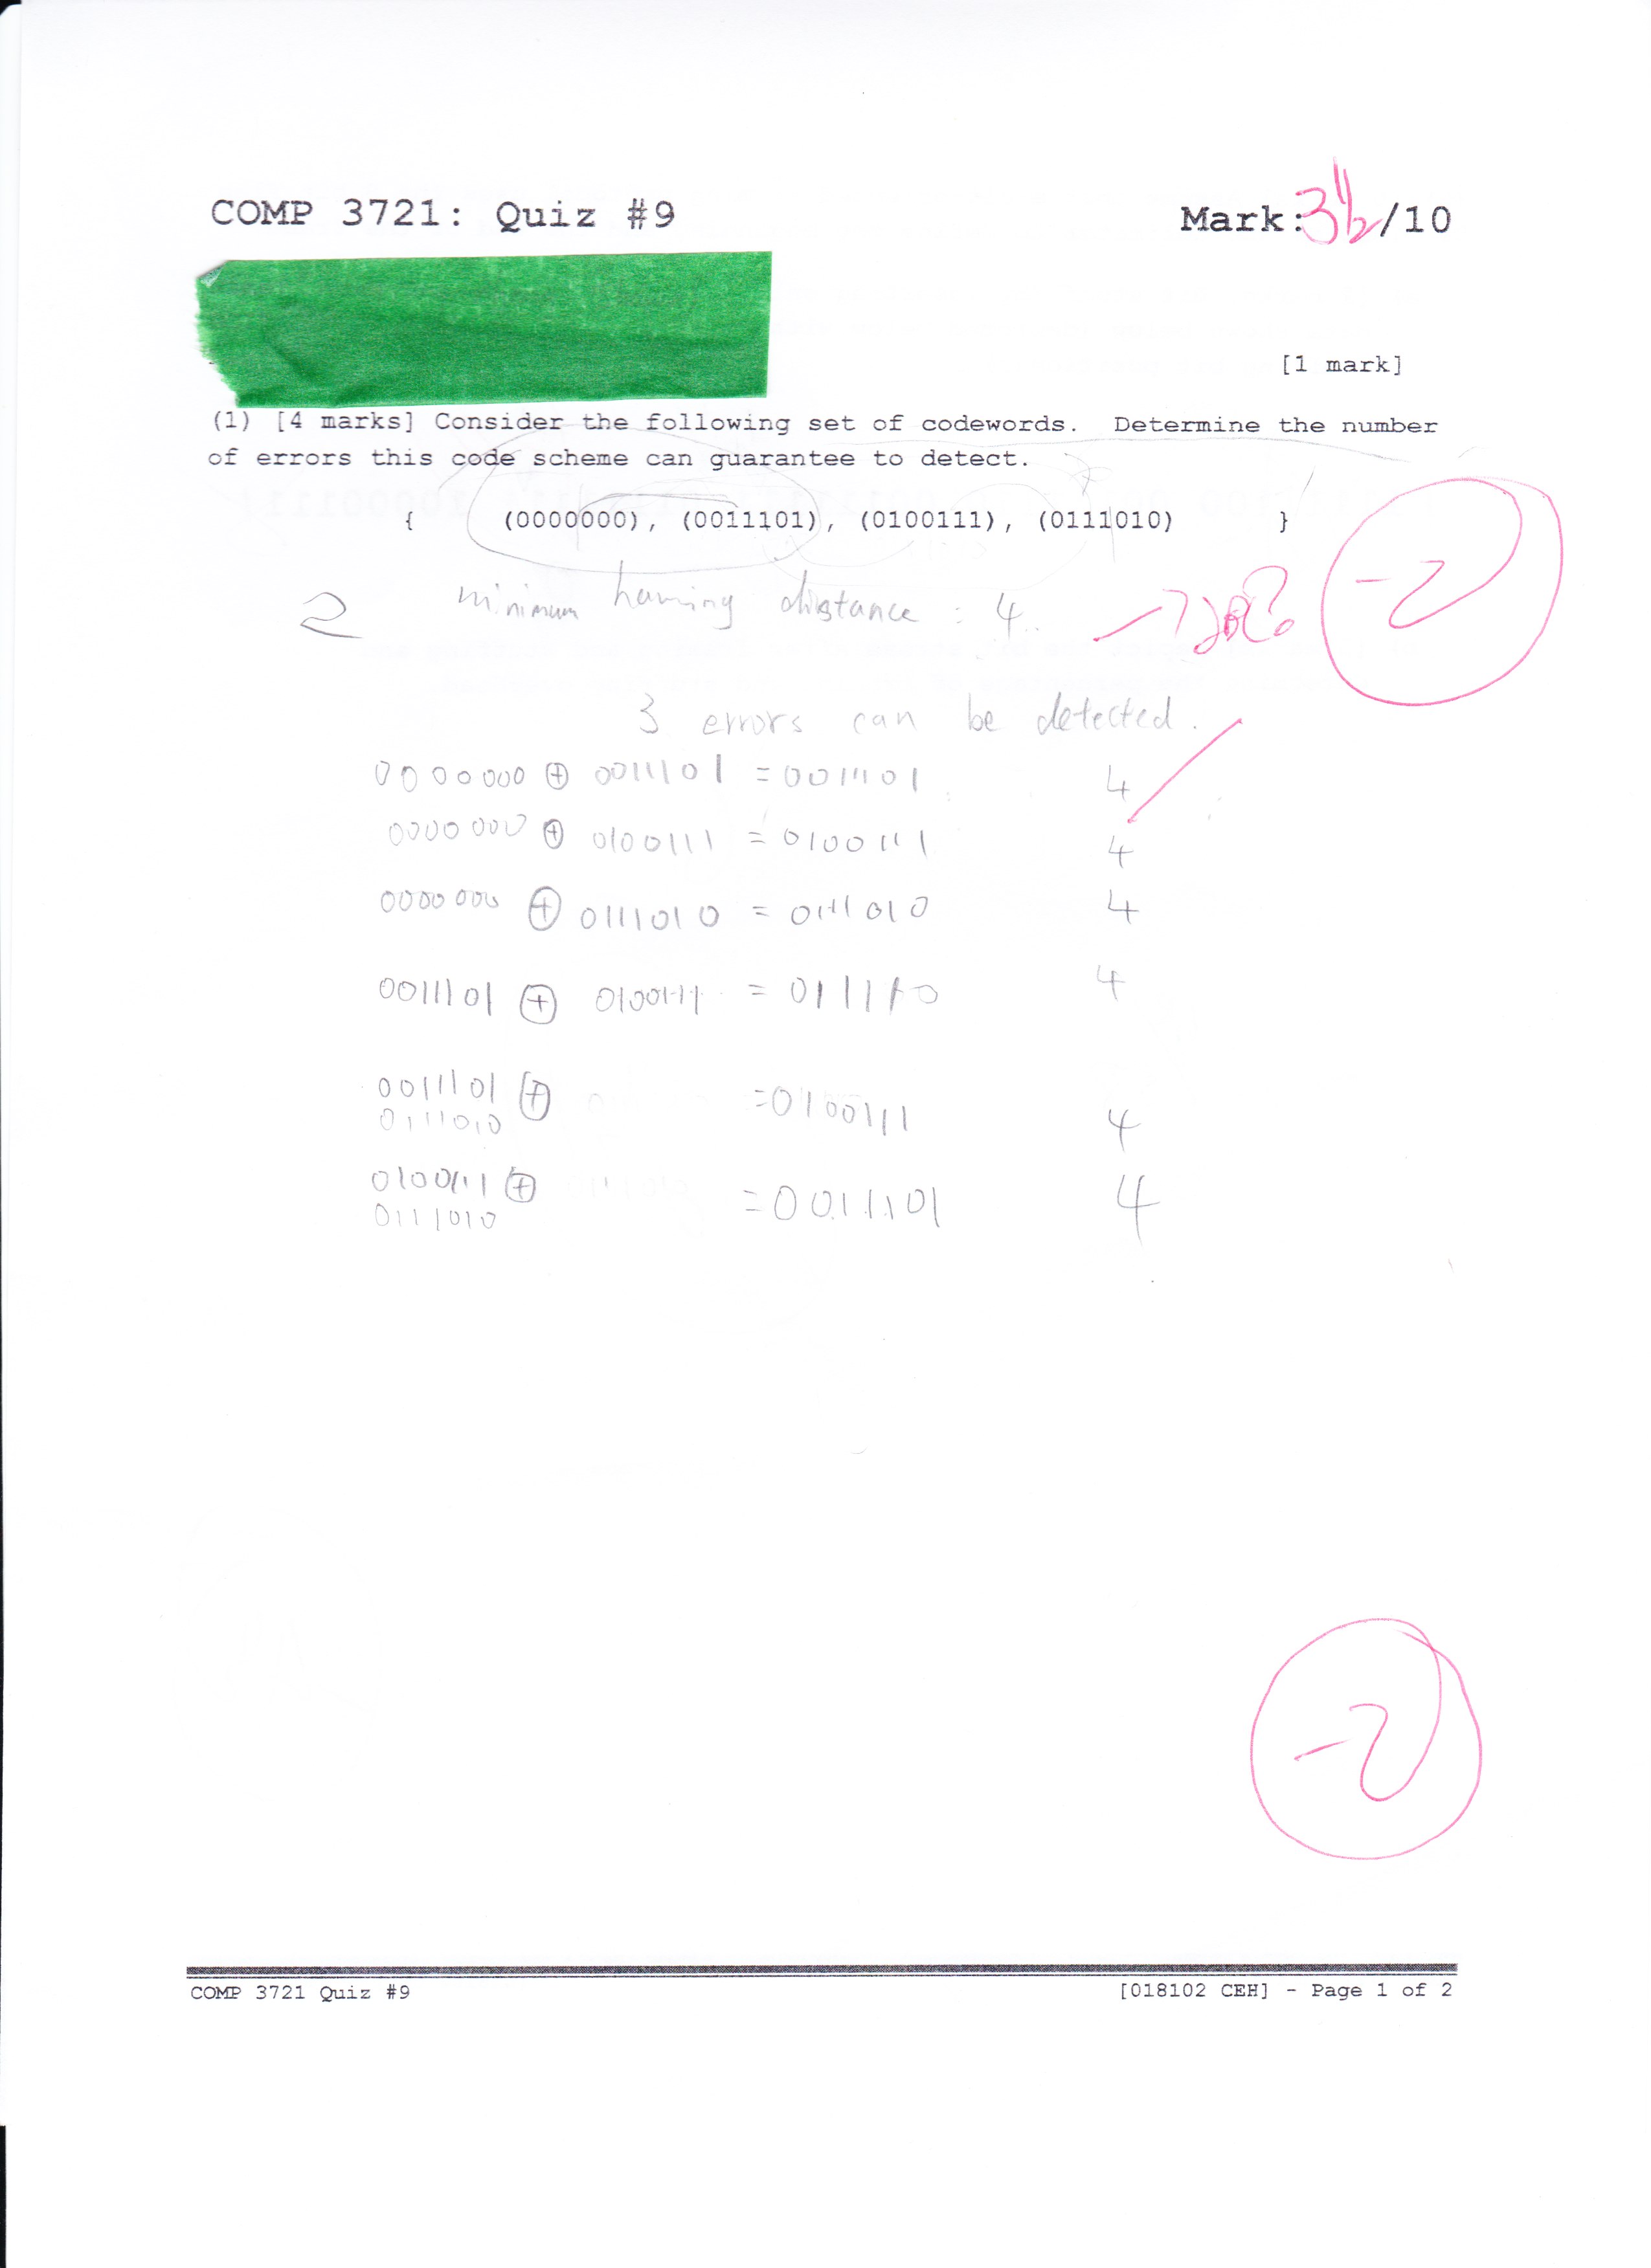 COMP 3721: Quiz #9
Mark: 3 1/2 /10
[1 mark]
(1) [4 marks] Consider the following set of codewords. Determine the number
of errors this code scheme can guarantee to detect.
{ (0000000), (0011101), (0100111), (0111010) }
-2
2 minimum haming distance : 4.
3 errors can be detected.
0000000 ⊕ 0011101 = 0011101 4
0000000 ⊕ 0100111 = 0100111 4
0000000 ⊕ 0111010 = 0111010 4
0011101 ⊕ 0100111 = 011110 4
0011101 ⊕ = 0100111 4
0111010
0100111 ⊕ = 0011101 4
0111010
-2
COMP 3721 Quiz #9
[018102 CEH] - Page 1 of 2